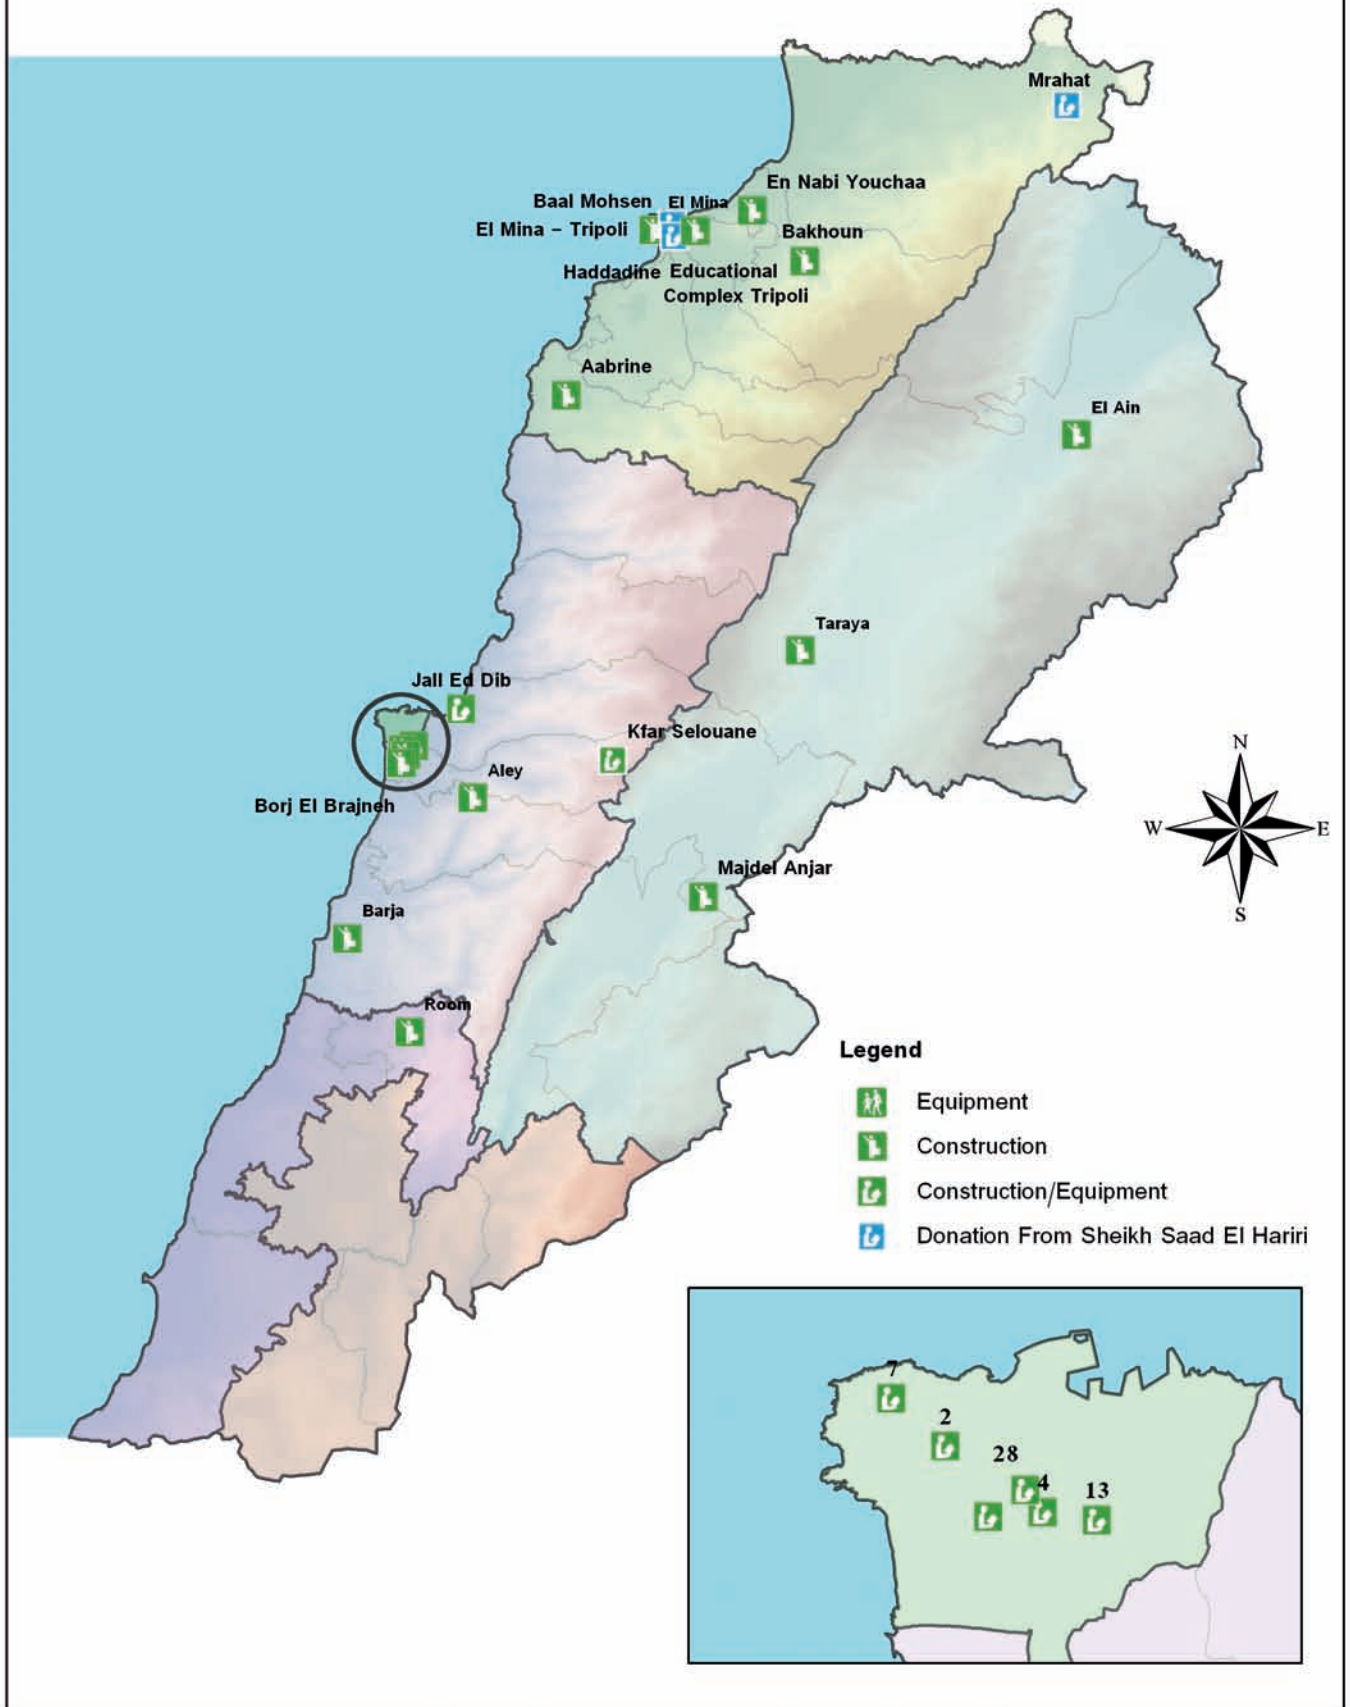 Mrahat
En Nabi Youchaa
Baal Mohsen
El Mina
El Mina - Tripoli
Bakhoun
Haddadine Educational
Complex Tripoli
Aabrine
El Ain
Taraya
Jall Ed Dib
Kfar Selouane
Aley
Borj El Brajneh
Majdel Anjar
Barja
Room
N
W
E
S
Legend
Equipment
Construction
Construction/Equipment
Donation From Sheikh Saad El Hariri
7
2
28
4
13